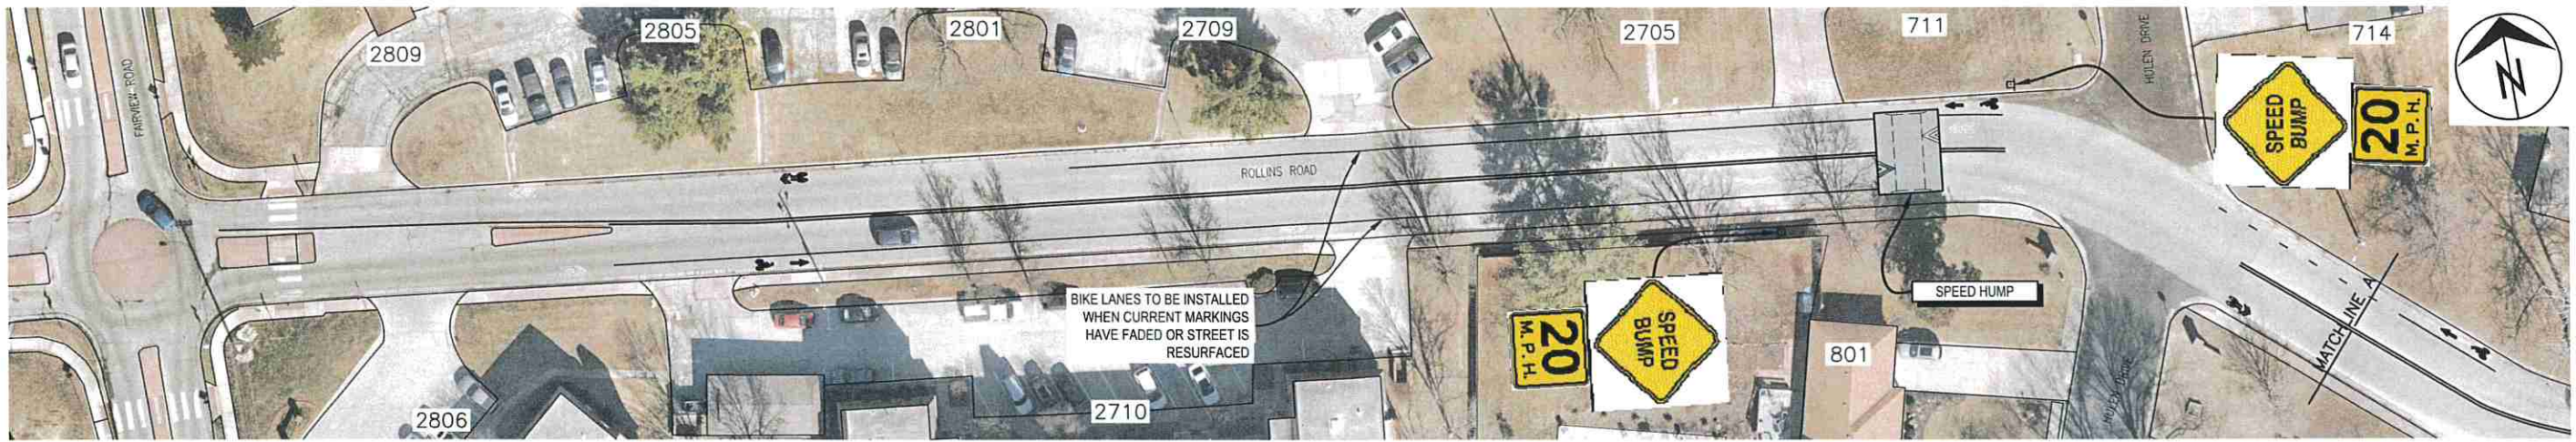 2809
2805
2801
2709
2705
711
714
FAIRVIEW ROAD
HULEN DRIVE
N
SPEED
BUMP
20
M. P. H.
ROLLINS ROAD
BIKE LANES TO BE INSTALLED
WHEN CURRENT MARKINGS
HAVE FADED OR STREET IS
RESURFACED
SPEED
BUMP
20
M. P. H.
SPEED HUMP
801
HULEN DRIVE
MATCH LINE A
2806
2710